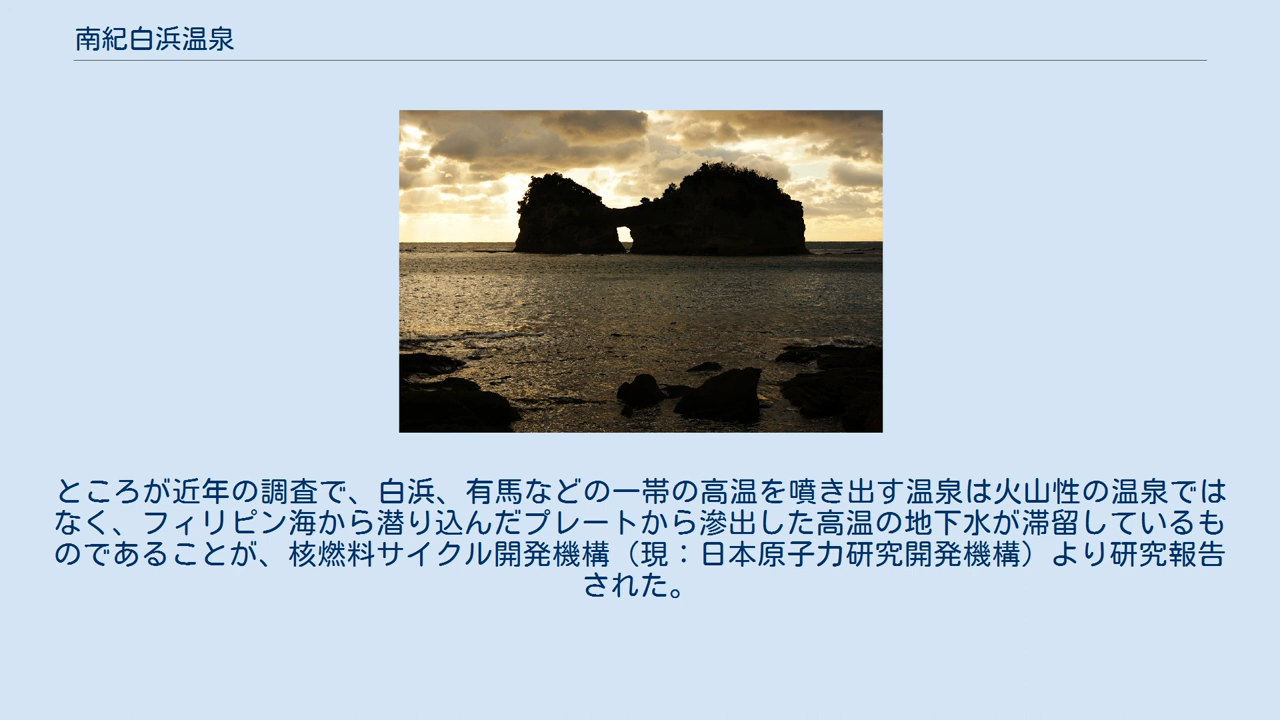 南紀白浜温泉
ところが近年の調査で、白浜、有馬などの一帯の高温を噴き出す温泉は火山性の温泉では
なく、フィリピン海から潜り込んだプレートから滲出した高温の地下水が滞留しているも
のであることが、核燃料サイクル開発機構（現：日本原子力研究開発機構）より研究報告
された。